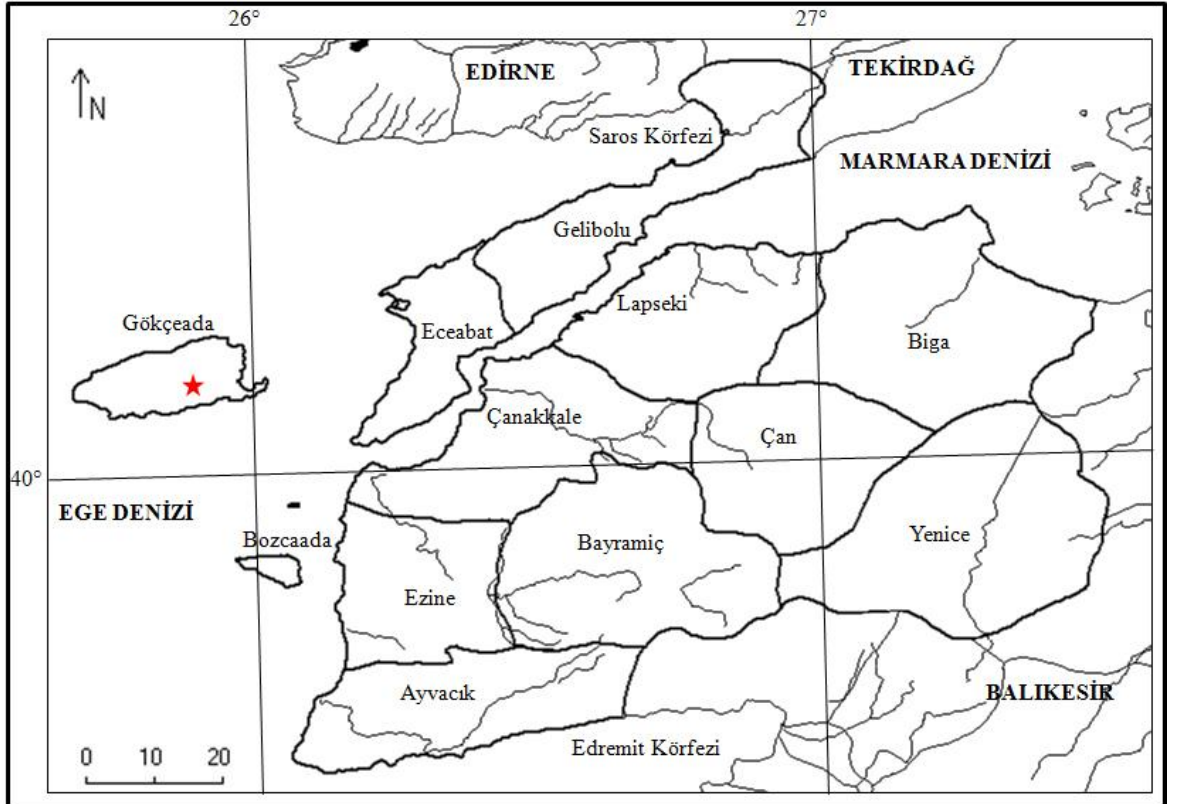 26°
27°
N
EDİRNE
TEKİRDAĞ
Saros Körfezi
MARMARA DENİZİ
Gelibolu
Lapseki
Gökçeada
Eceabat
Biga
Çanakkale
Çan
40°
EGE DENİZİ
Bozcaada
Bayramiç
Yenice
Ezine
Ayvacık
BALIKESİR
Edremit Körfezi
0 10 20